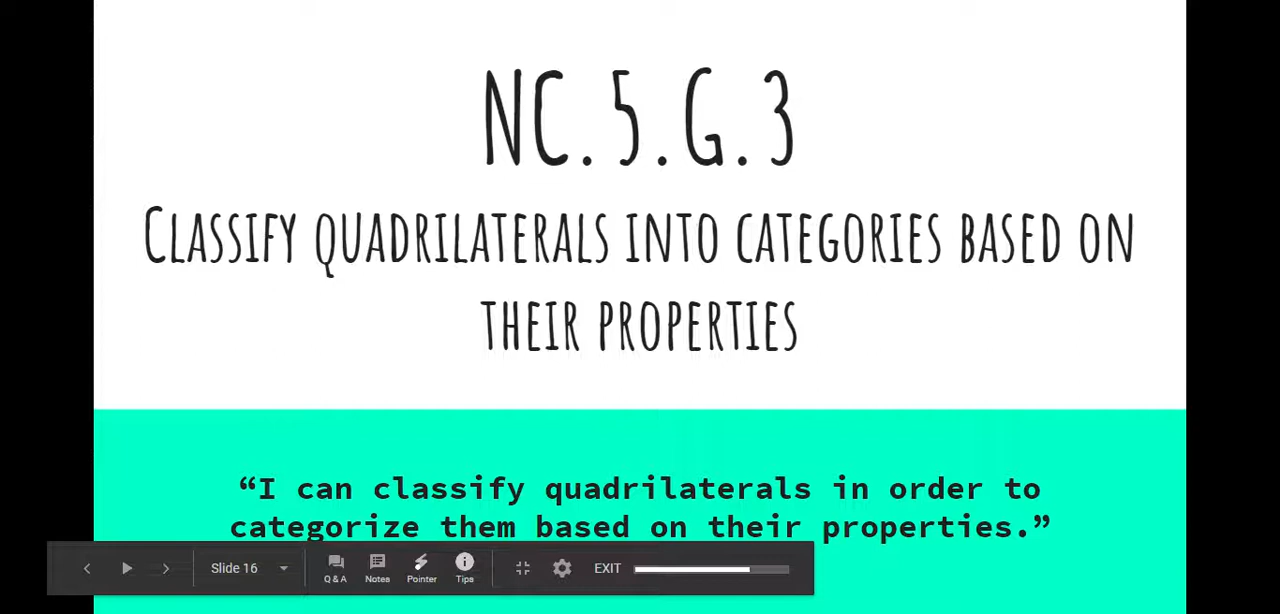 NC.5.G.3
Classify quadrilaterals into categories based on
their properties
“I can classify quadrilaterals in order to
categorize them based on their properties.”
Slide 16
Q & A
Notes
Pointer
Tips
EXIT